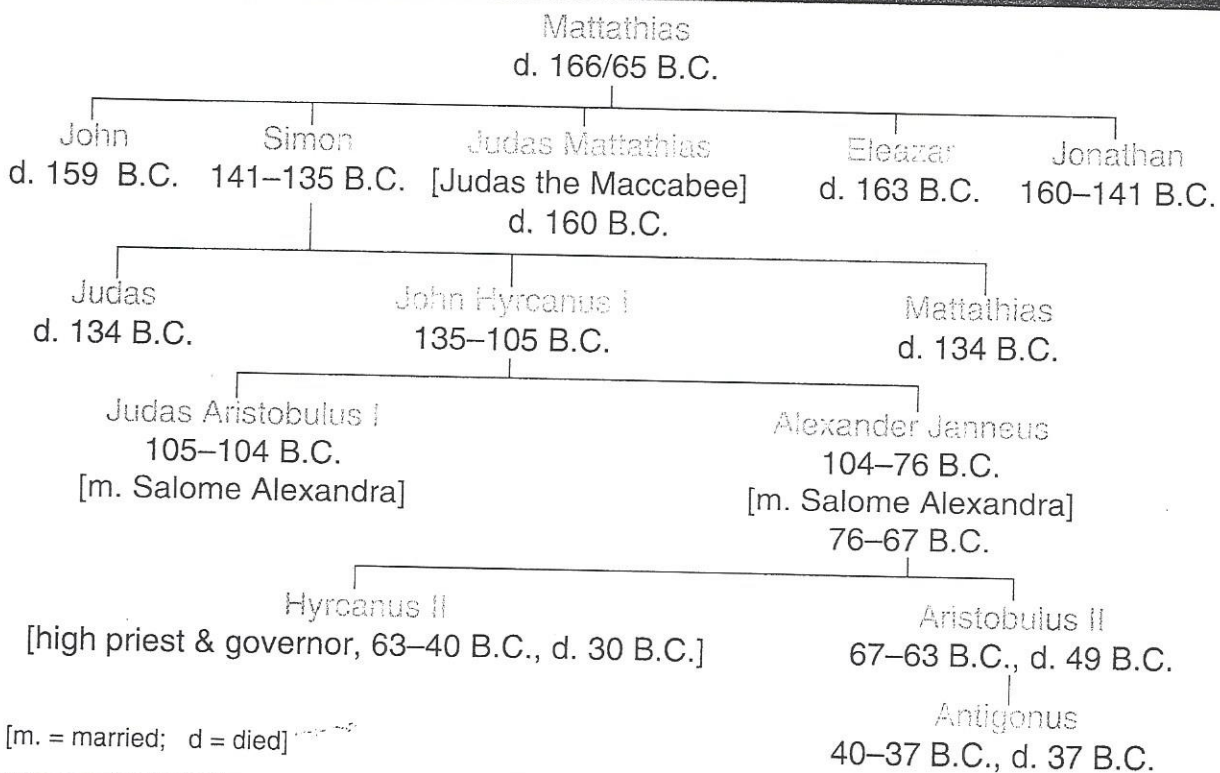 Mattathias
d. 166/65 B.C.
John Simon Judas Mattathias Eleazar Jonathan
d. 159 B.C. 141–135 B.C. [Judas the Maccabee] d. 163 B.C. 160–141 B.C.
d. 160 B.C.
Judas John Hyrcanus I Mattathias
d. 134 B.C. 135–105 B.C. d. 134 B.C.
Judas Aristobulus I Alexander Janneus
105–104 B.C. 104–76 B.C.
[m. Salome Alexandra] [m. Salome Alexandra]
76–67 B.C.
Hyrcanus II Aristobulus II
[high priest & governor, 63–40 B.C., d. 30 B.C.] 67–63 B.C., d. 49 B.C.
Antigonus
[m. = married; d = died] 40–37 B.C., d. 37 B.C.